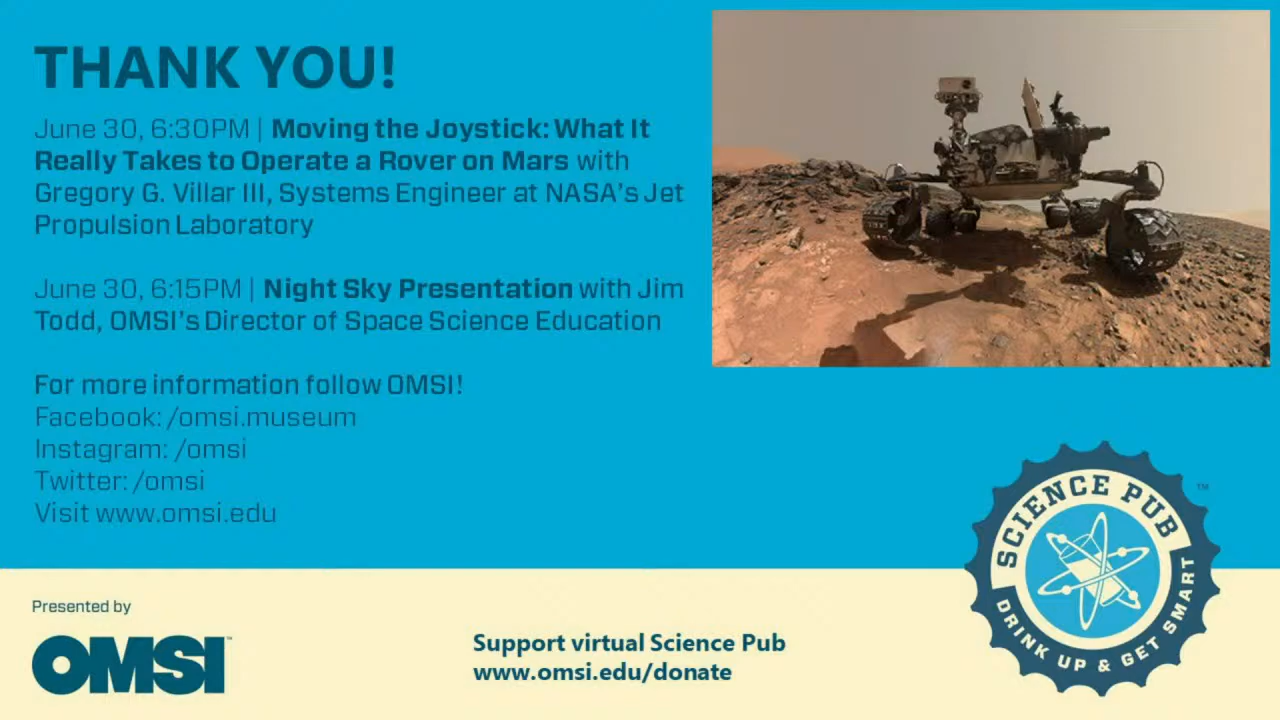 THANK YOU!
June 30, 6:30PM | Moving the Joystick: What It
Really Takes to Operate a Rover on Mars with
Gregory G. Villar III, Systems Engineer at NASA's Jet
Propulsion Laboratory
June 30, 6:15PM | Night Sky Presentation with Jim
Todd, OMSI's Director of Space Science Education
For more information follow OMSI!
Facebook: /omsi.museum
Instagram: /omsi
Twitter: /omsi
Visit www.omsi.edu
SCIENCE PUB ™
DRINK UP & GET SMART
Presented by
OMSI™
Support virtual Science Pub
www.omsi.edu/donate